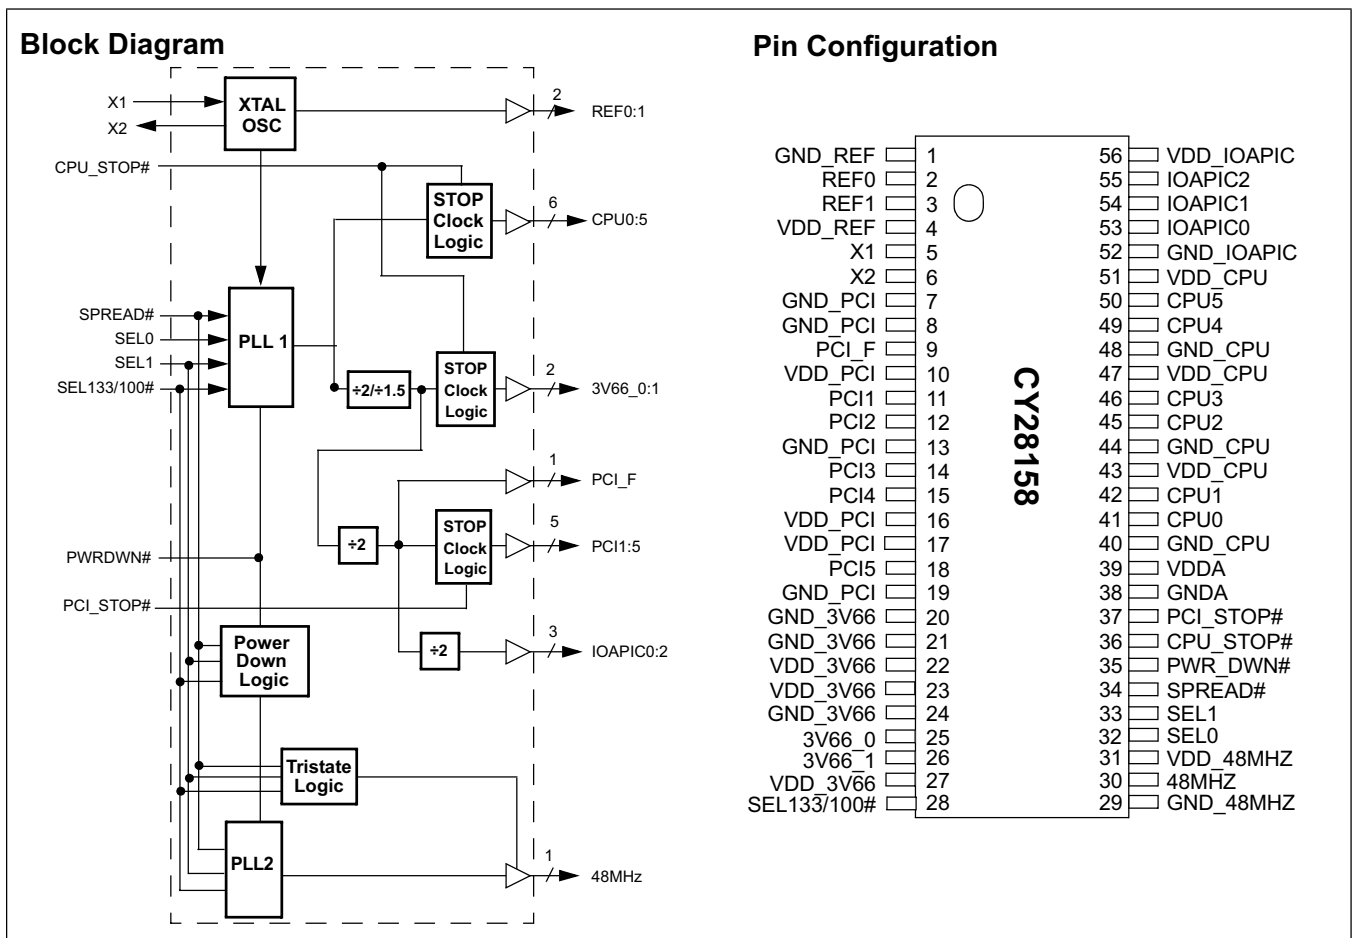 Block Diagram
X1
X2
XTAL
OSC
2
REF0:1
CPU_STOP#
STOP
Clock
Logic
6
CPU0:5
SPREAD#
SEL0
SEL1
SEL133/100#
PLL 1
÷2/÷1.5
STOP
Clock
Logic
2
3V66_0:1
1
PCI_F
÷2
STOP
Clock
Logic
5
PCI1:5
PWRDWN#
PCI_STOP#
Power
Down
Logic
÷2
3
IOAPIC0:2
Tristate
Logic
PLL2
1
48MHz
Pin Configuration
GND_REF 1
REF0 2
REF1 3
VDD_REF 4
X1 5
X2 6
GND_PCI 7
GND_PCI 8
PCI_F 9
VDD_PCI 10
PCI1 11
PCI2 12
GND_PCI 13
PCI3 14
PCI4 15
VDD_PCI 16
VDD_PCI 17
PCI5 18
GND_PCI 19
GND_3V66 20
GND_3V66 21
VDD_3V66 22
VDD_3V66 23
GND_3V66 24
3V66_0 25
3V66_1 26
VDD_3V66 27
SEL133/100# 28
CY28158
56 VDD_IOAPIC
55 IOAPIC2
54 IOAPIC1
53 IOAPIC0
52 GND_IOAPIC
51 VDD_CPU
50 CPU5
49 CPU4
48 GND_CPU
47 VDD_CPU
46 CPU3
45 CPU2
44 GND_CPU
43 VDD_CPU
42 CPU1
41 CPU0
40 GND_CPU
39 VDDA
38 GNDA
37 PCI_STOP#
36 CPU_STOP#
35 PWR_DWN#
34 SPREAD#
33 SEL1
32 SEL0
31 VDD_48MHZ
30 48MHZ
29 GND_48MHZ